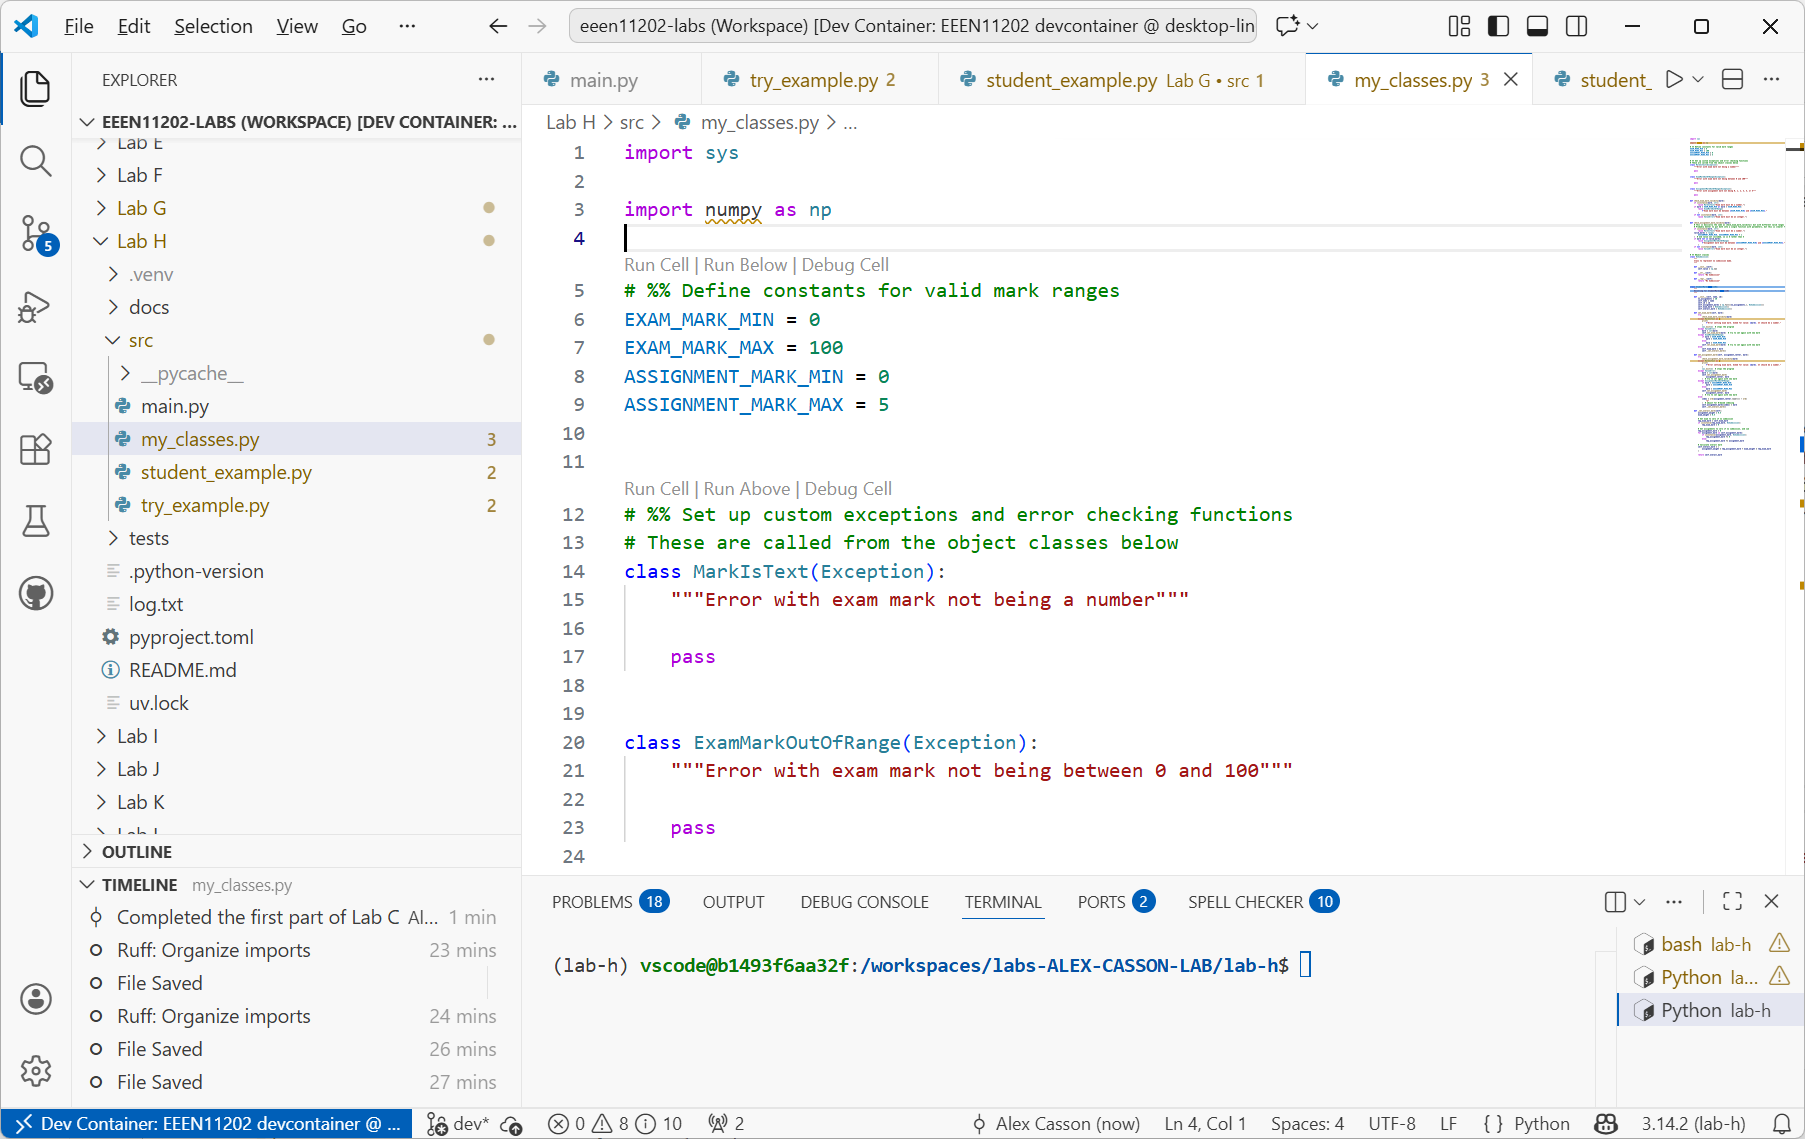 File Edit Selection View Go ···
eeen11202-labs (Workspace) [Dev Container: EEEN11202 devcontainer @ desktop-lin
EXPLORER
EEEN11202-LABS (WORKSPACE) [DEV CONTAINER: ...
Lab E
Lab F
Lab G
Lab H
.venv
docs
src
__pycache__
main.py
my_classes.py 3
student_example.py 2
try_example.py 2
tests
.python-version
log.txt
pyproject.toml
README.md
uv.lock
Lab I
Lab J
Lab K
OUTLINE
TIMELINE my_classes.py
Completed the first part of Lab C Al... 1 min
Ruff: Organize imports 23 mins
File Saved
Ruff: Organize imports 24 mins
File Saved 26 mins
File Saved 27 mins
5
main.py try_example.py 2 student_example.py Lab G • src 1 my_classes.py 3 student_
Lab H > src > my_classes.py > ...
1 import sys
2
3 import numpy as np
4
Run Cell | Run Below | Debug Cell
5 # %% Define constants for valid mark ranges
6 EXAM_MARK_MIN = 0
7 EXAM_MARK_MAX = 100
8 ASSIGNMENT_MARK_MIN = 0
9 ASSIGNMENT_MARK_MAX = 5
10
11
Run Cell | Run Above | Debug Cell
12 # %% Set up custom exceptions and error checking functions
13 # These are called from the object classes below
14 class MarkIsText(Exception):
15 """Error with exam mark not being a number"""
16
17 pass
18
19
20 class ExamMarkOutOfRange(Exception):
21 """Error with exam mark not being between 0 and 100"""
22
23 pass
24
PROBLEMS 18 OUTPUT DEBUG CONSOLE TERMINAL PORTS 2 SPELL CHECKER 10
(lab-h) vscode@b1493f6aa32f:/workspaces/labs-ALEX-CASSON-LAB/lab-h$
bash lab-h
Python la...
Python lab-h
Dev Container: EEEN11202 devcontainer @ ... dev* 0 8 10 2 Alex Casson (now) Ln 4, Col 1 Spaces: 4 UTF-8 LF { } Python 3.14.2 (lab-h)